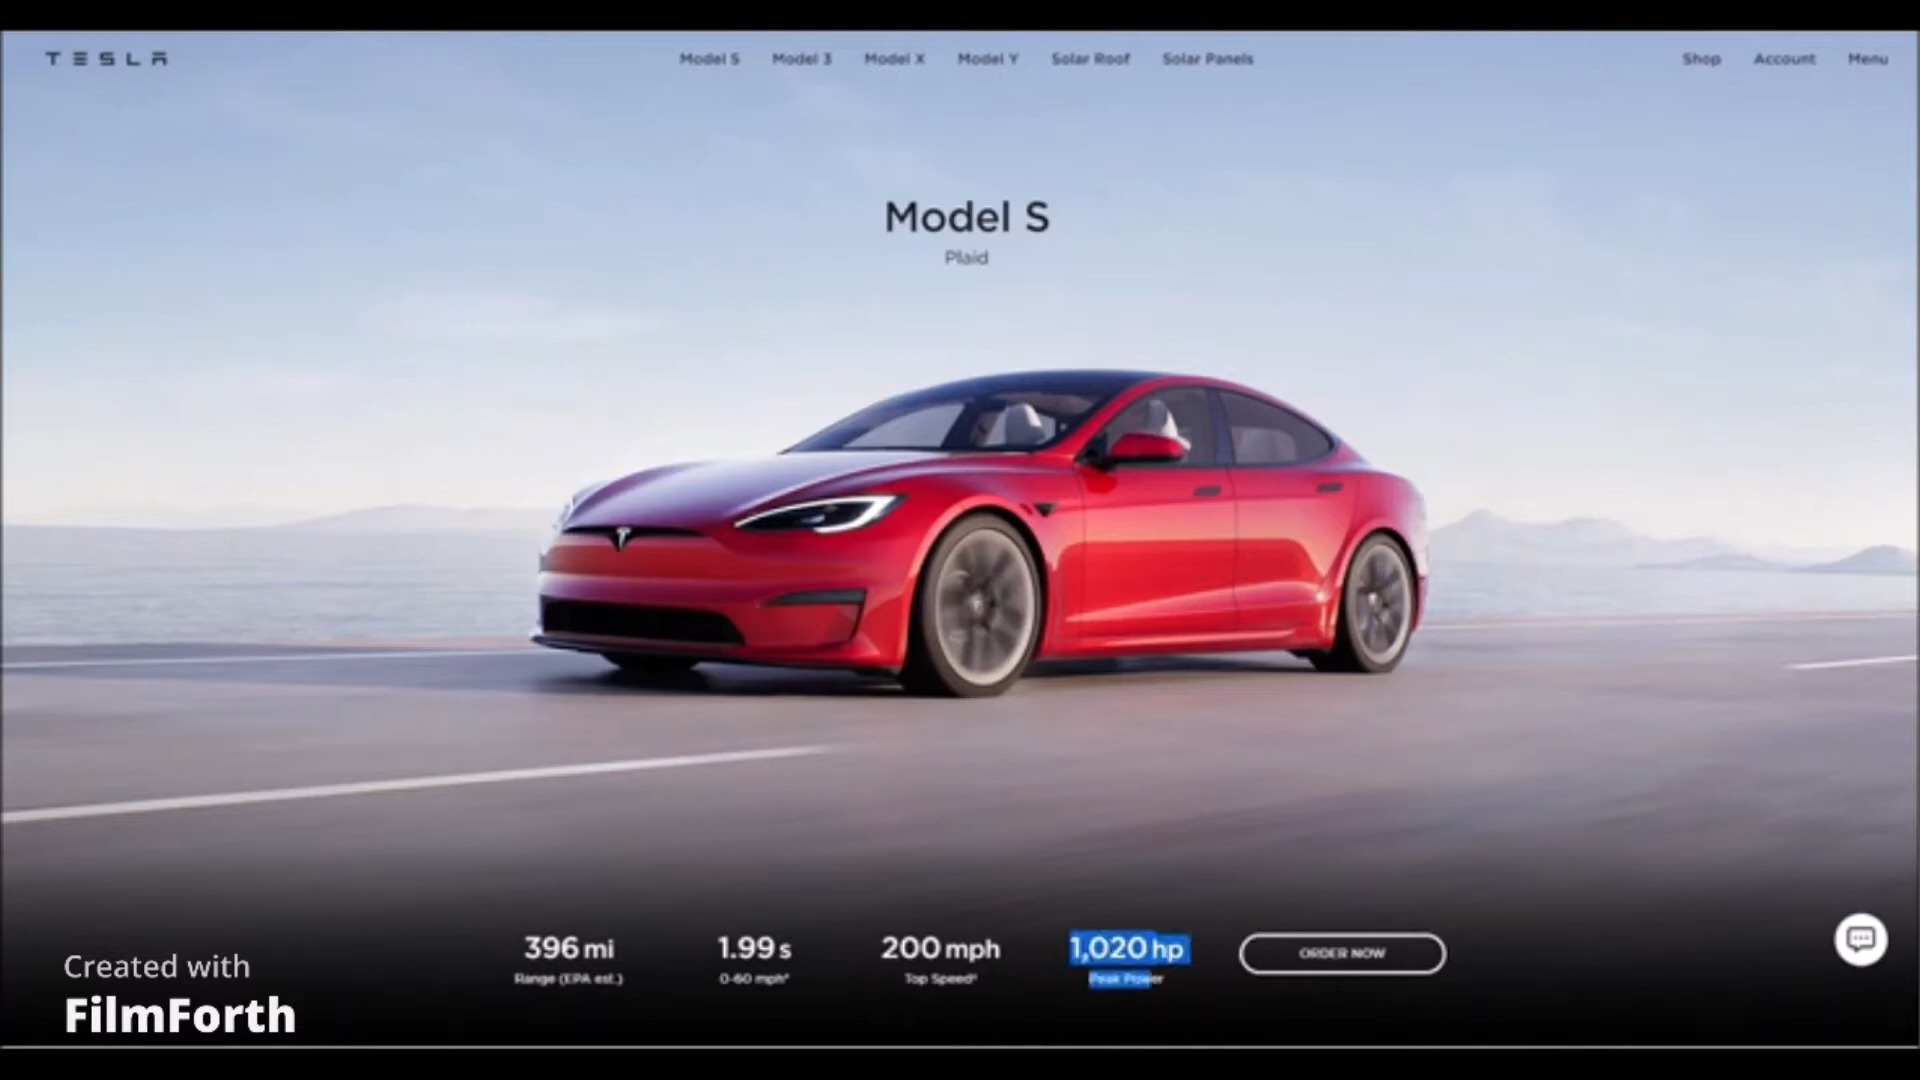 TESLA
Model S Model 3 Model X Model Y Solar Roof Solar Panels
Shop Account Menu
Model S
Plaid
396 mi 1.99 s 200 mph 1,020 hp ORDER NOW
Range (EPA est.) 0-60 mph* Top Speed† Peak Power
Created with
FilmForth